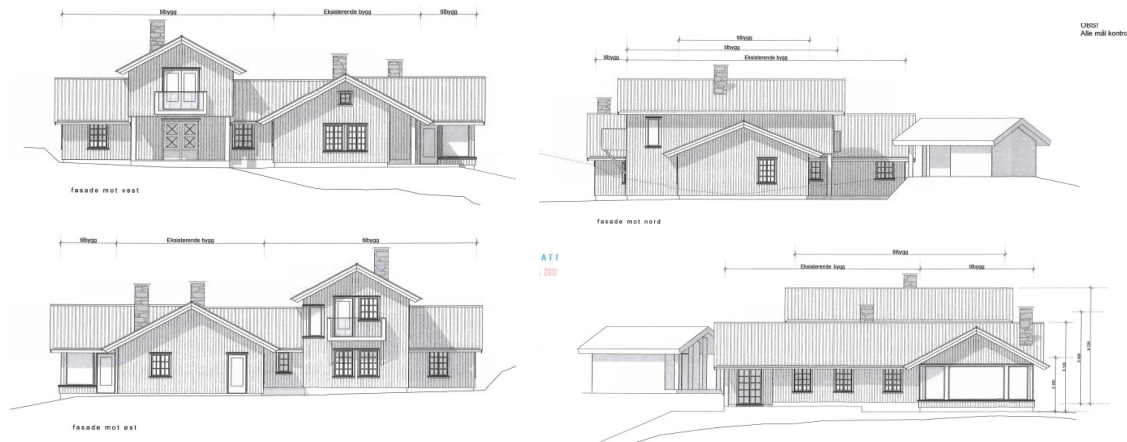 tilbygg Eksisterende bygg tilbygg
fasade mot vest
OBS!
Alle mål kontro
tilbygg
tilbygg
tilbygg Eksisterende bygg
fasade mot nord
tilbygg Eksisterende bygg tilbygg
fasade mot øst
ATT
tilbygg
Eksisterende bygg tilbygg